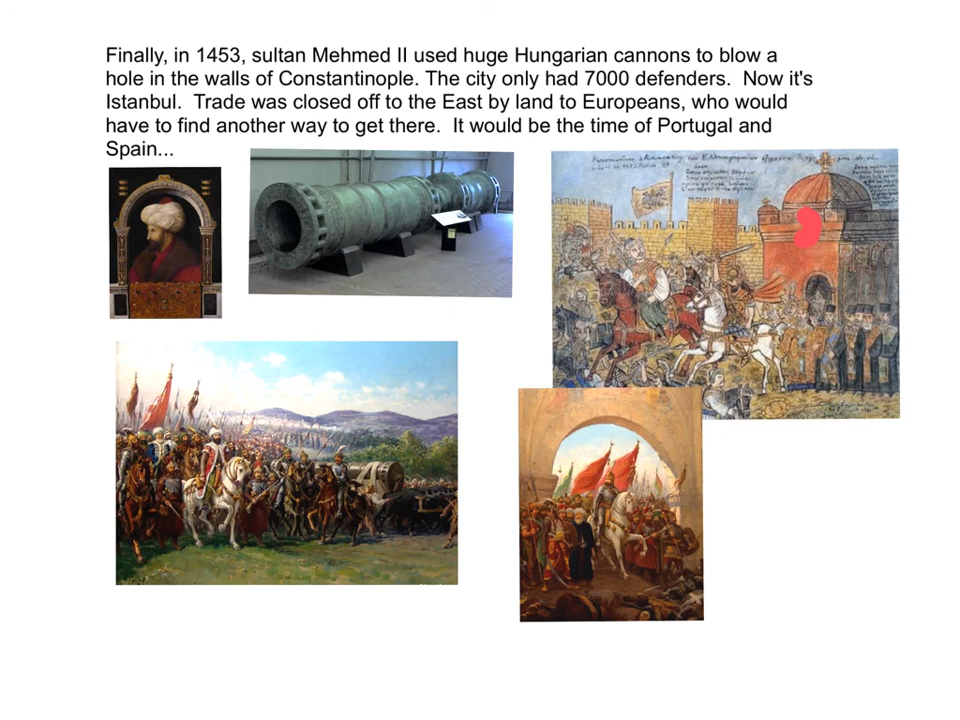 Finally, in 1453, sultan Mehmed II used huge Hungarian cannons to blow a
hole in the walls of Constantinople. The city only had 7000 defenders.  Now it's
Istanbul.  Trade was closed off to the East by land to Europeans, who would
have to find another way to get there.  It would be the time of Portugal and
Spain...